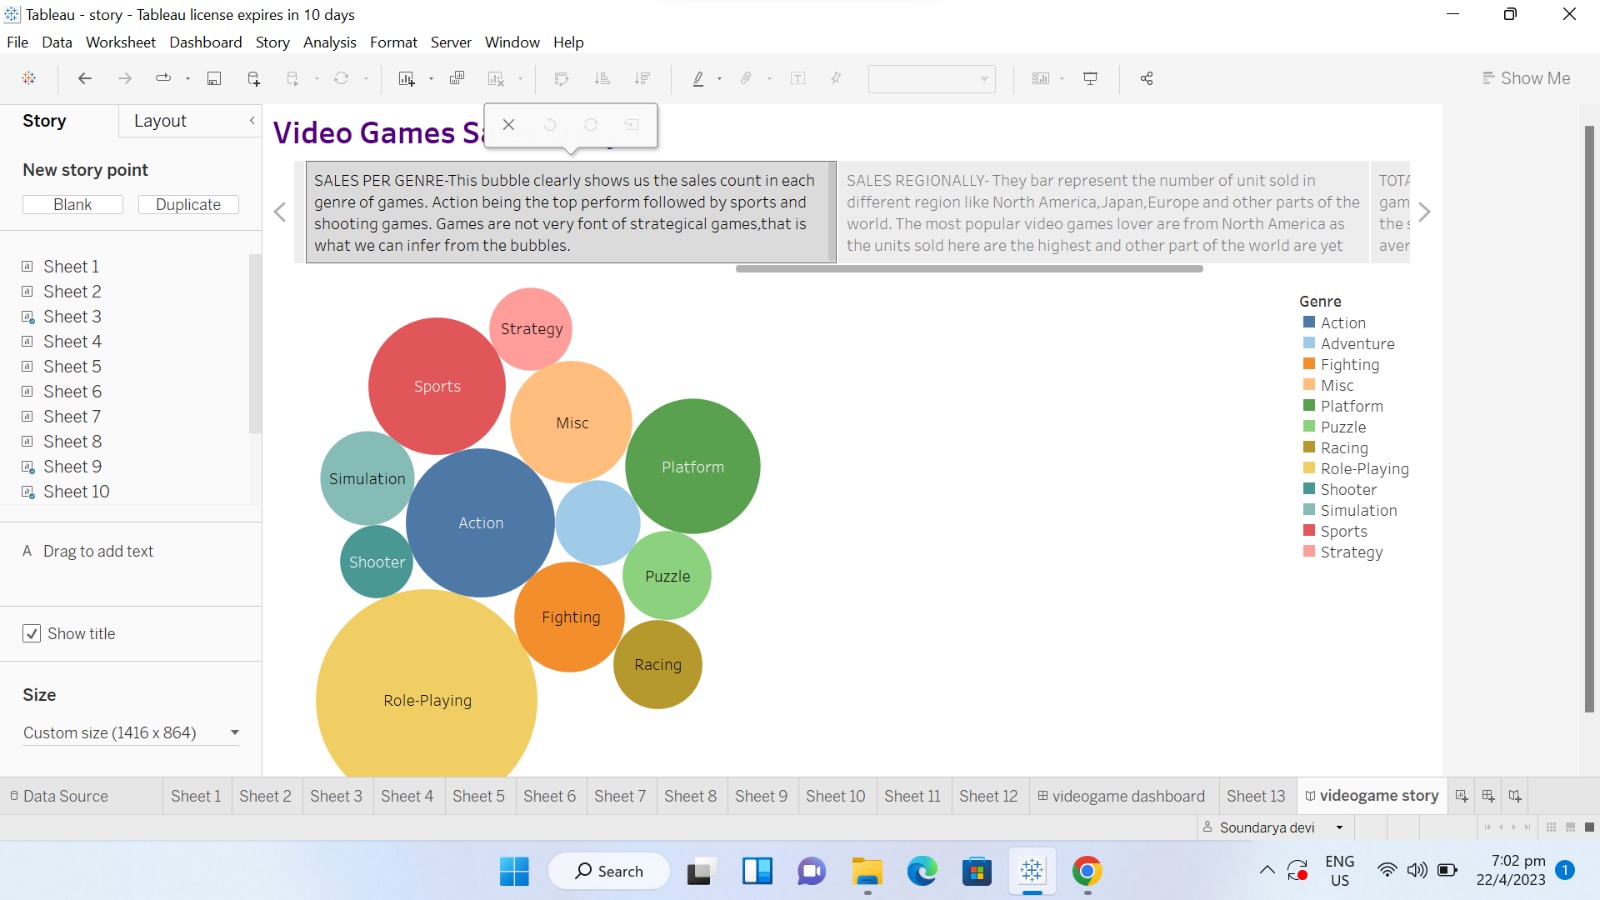 Tableau - story - Tableau license expires in 10 days
File Data Worksheet Dashboard Story Analysis Format Server Window Help
Show Me
Story Layout
New story point
Blank Duplicate
Sheet 1
Sheet 2
Sheet 3
Sheet 4
Sheet 5
Sheet 6
Sheet 7
Sheet 8
Sheet 9
Sheet 10
A Drag to add text
Show title
Size
Custom size (1416 x 864)
Video Games
SALES PER GENRE-This bubble clearly shows us the sales count in each
genre of games. Action being the top perform followed by sports and
shooting games. Games are not very font of strategical games,that is
what we can infer from the bubbles.
SALES REGIONALLY- They bar represent the number of unit sold in
different region like North America,Japan,Europe and other parts of the
world. The most popular video games lover are from North America as
the units sold here are the highest and other part of the world are yet
Strategy
Sports
Misc
Platform
Simulation
Action
Shooter
Puzzle
Fighting
Racing
Role-Playing
Genre
Action
Adventure
Fighting
Misc
Platform
Puzzle
Racing
Role-Playing
Shooter
Simulation
Sports
Strategy
Data Source Sheet 1 Sheet 2 Sheet 3 Sheet 4 Sheet 5 Sheet 6 Sheet 7 Sheet 8 Sheet 9 Sheet 10 Sheet 11 Sheet 12 videogame dashboard Sheet 13 videogame story
Soundarya devi
Search
ENG
US
7:02 pm
22/4/2023
1